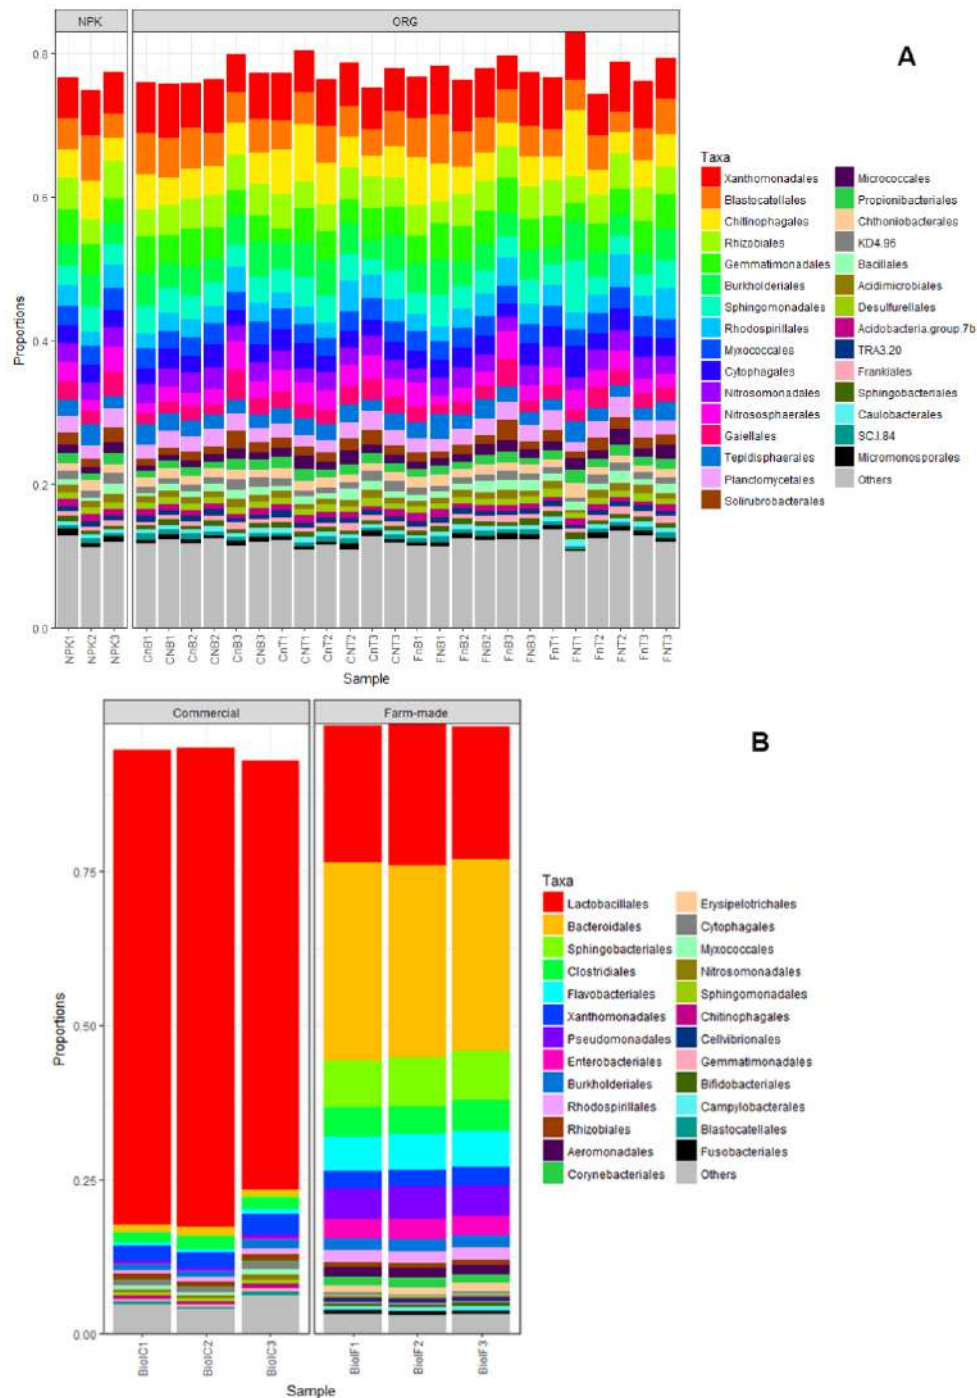 NPK ORG
A
0.8
0.6
0.4
0.2
0.0
Proportions
NPK1 NPK2 NPK3 CnB1 CNB1 CnB2 CNB2 CnB3 CNB3 CnT1 CNT1 CnT2 CNT2 CnT3 CNT3 FnB1 FNB1 FnB2 FNB2 FnB3 FNB3 FnT1 FNT1 FnT2 FNT2 FnT3 FNT3
Sample
Taxa
Xanthomonadales
Blastocatellales
Chitinophagales
Rhizobiales
Gemmatimonadales
Burkholderiales
Sphingomonadales
Rhodospirillales
Myxococcales
Cytophagales
Nitrosomonadales
Nitrososphaerales
Gaiellales
Tepidisphaerales
Planctomycetales
Solirubrobacterales
Micrococcales
Propionibacteriales
Chthoniobacterales
KD4.96
Bacillales
Acidimicrobiales
Desulfurellales
Acidobacteria.group.7b
TRA3.20
Frankiales
Sphingobacteriales
Caulobacterales
SC.I.84
Micromonosporales
Others
Commercial Farm-made
B
0.75
0.50
0.25
0.00
Proportions
BiolC1 BiolC2 BiolC3 BiolF1 BiolF2 BiolF3
Sample
Taxa
Lactobacillales
Bacteroidales
Sphingobacteriales
Clostridiales
Flavobacteriales
Xanthomonadales
Pseudomonadales
Enterobacteriales
Burkholderiales
Rhodospirillales
Rhizobiales
Aeromonadales
Corynebacteriales
Erysipelotrichales
Cytophagales
Myxococcales
Nitrosomonadales
Sphingomonadales
Chitinophagales
Cellvibrionales
Gemmatimonadales
Bifidobacteriales
Campylobacterales
Blastocatellales
Fusobacteriales
Others